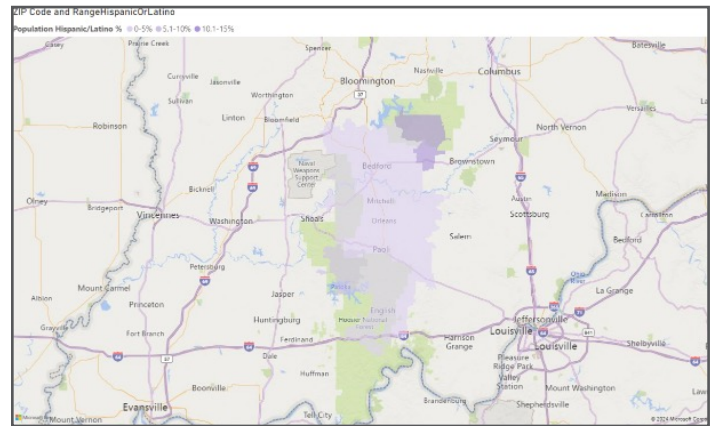 ZIP Code and RangeHispanicOrLatino
Population Hispanic/Latino % 0-5% 5.1-10% 10.1-15%
Casey
Prairie Creek
Spencer
Nashville
Columbus
Batesville
Bloomington
Curryville
Jasonville
Sullivan
Worthington
Versailles
Robinson
Linton
Bloomfield
North Vernon
Seymour
Naval Weapons Support Center
Bedford
Brownstown
Bicknell
Madison
Olney
Bridgeport
Mitchell
Austin
Vincennes
Washington
Shoals
Orleans
Scottsburg
Carrollton
Paoli
Salem
Bedford
Petersburg
Ohio River
Mount Carmel
Jasper
La Grange
Albion
Princeton
English
Huntingburg
Hoosier National Forest
Jeffersonville
Grayville
Fort Branch
Ferdinand
Harrison
Grange
Louisville
Louisville
Shelbyville
Dale
Pleasure Ridge Park
Huffman
Valley Station
Boonville
Mount Washington
Brandenburg
Evansville
Tell City
Shepherdsville
Mount Vernon
© 2024 Microsoft Corpor